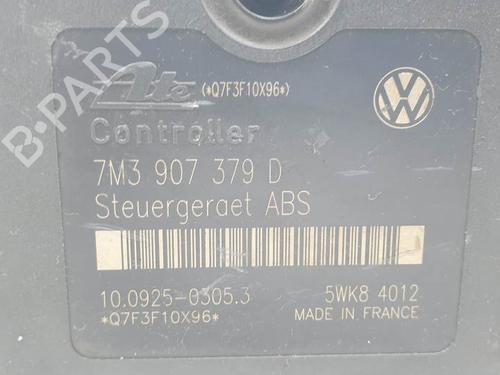 Ate (*Q7F3F10X96*)
Controller
7M3 907 379 D
Steuergeraet ABS
10.0925-0305.3 5WK8 4012
*Q7F3F10X96* MADE IN FRANCE
B-PARTS